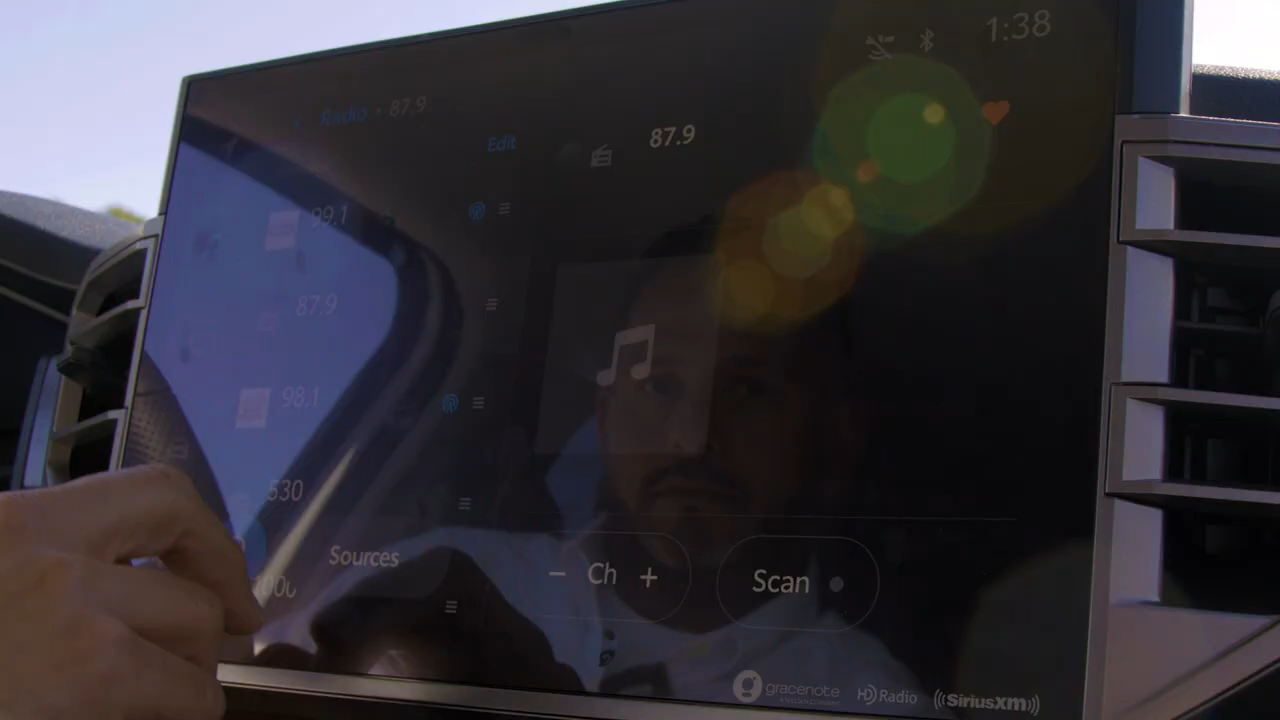 1:38
Radio · 87.9
Edit
87.9
99.1
87.9
98.1
530
Sources
− Ch +
Scan
gracenote
HD Radio
((SiriusXM))